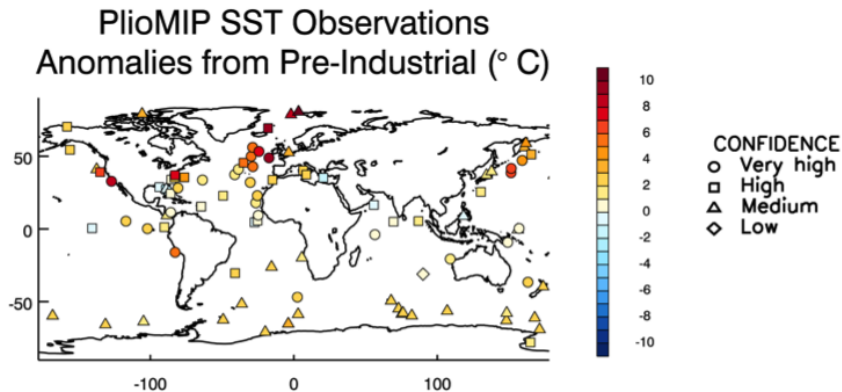 PlioMIP SST Observations
Anomalies from Pre-Industrial (° C)
10
8
6
4
2
0
-2
-4
-6
-8
-10
CONFIDENCE
Very high
High
Medium
Low
50
0
-50
-100
0
100